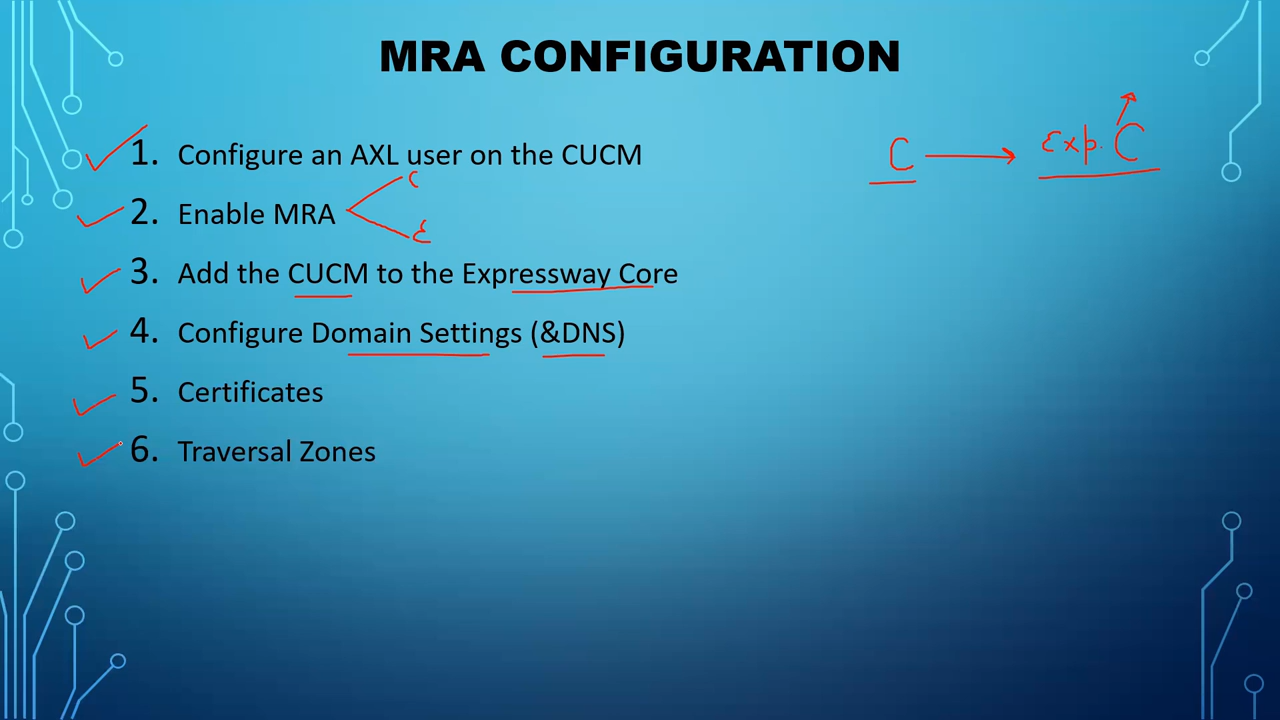 MRA CONFIGURATION
1. Configure an AXL user on the CUCM
C → Exp. C
2. Enable MRA
C
E
3. Add the CUCM to the Expressway Core
4. Configure Domain Settings (&DNS)
5. Certificates
6. Traversal Zones